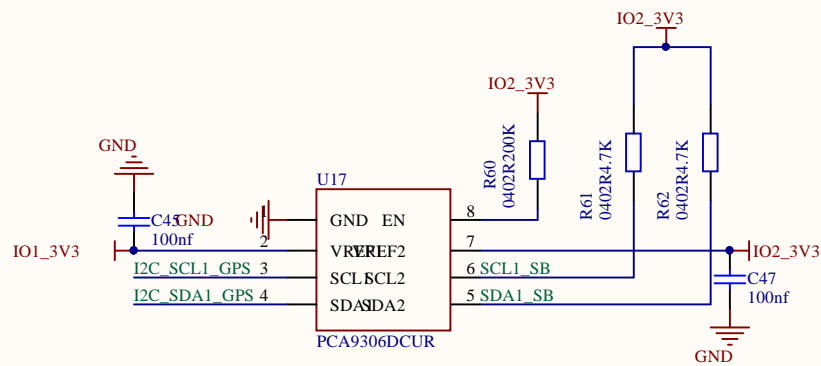 IO2_3V3
IO2_3V3
GND
R60
0402R200K
R61
0402R4.7K
R62
0402R4.7K
U17
C45
100nf
GND
1
GND
EN
8
IO1_3V3
2
VREF1
VREF2
7
IO2_3V3
I2C_SCL1_GPS
3
SCL1
SCL2
6
SCL1_SB
I2C_SDA1_GPS
4
SDA1
SDA2
5
SDA1_SB
C47
100nf
PCA9306DCUR
GND